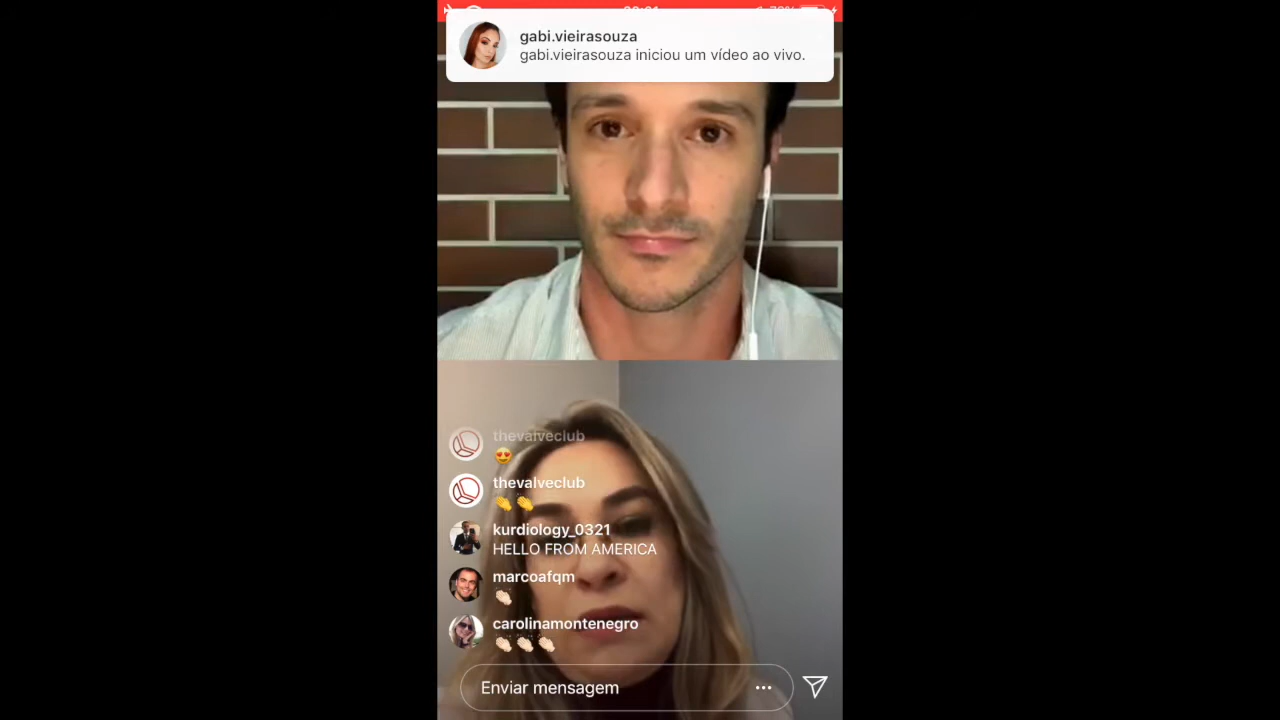 gabi.vieirasouza
gabi.vieirasouza iniciou um vídeo ao vivo.
thevalveclub
thevalveclub
kurdiology_0321
HELLO FROM AMERICA
marcoafqm
carolinamontenegro
Enviar mensagem